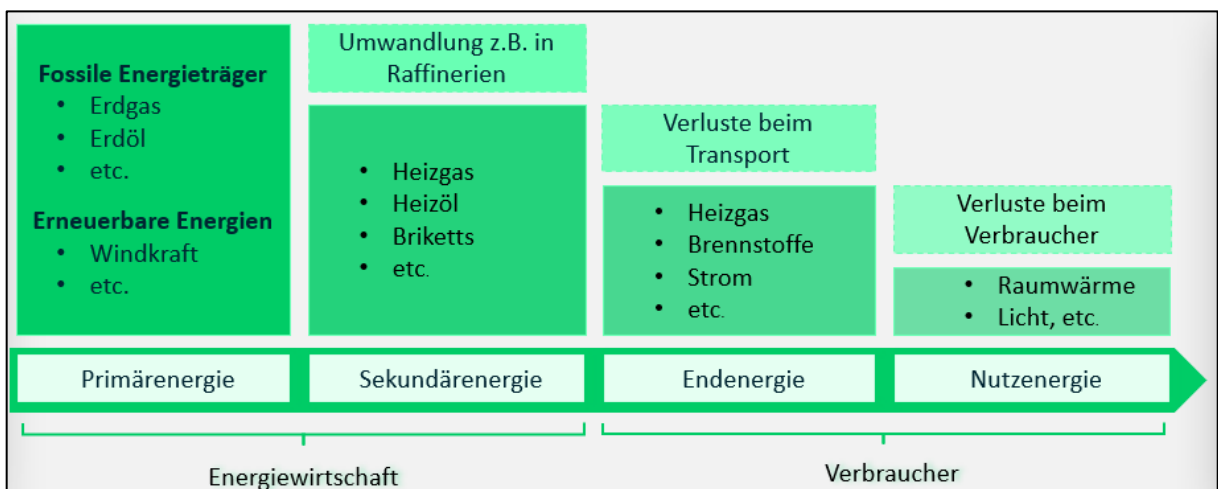 Fossile Energieträger
• Erdgas
• Erdöl
• etc.
Erneuerbare Energien
• Windkraft
• etc.
Umwandlung z.B. in
Raffinerien
• Heizgas
• Heizöl
• Briketts
• etc.
Verluste beim
Transport
• Heizgas
• Brennstoffe
• Strom
• etc.
Verluste beim
Verbraucher
• Raumwärme
• Licht, etc.
Primärenergie
Sekundärenergie
Endenergie
Nutzenergie
Energiewirtschaft
Verbraucher